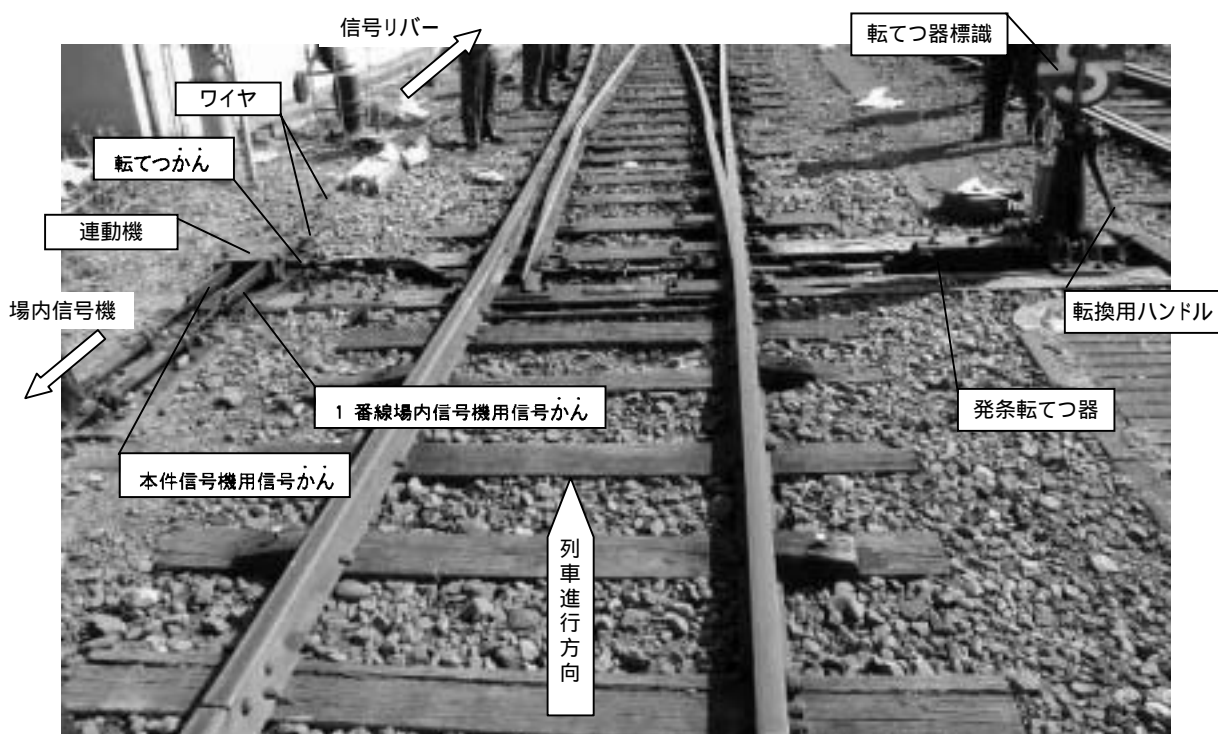 信号リバー
転てつ器標識
ワイヤ
転てつかん
連動機
場内信号機
転換用ハンドル
1 番線場内信号機用信号かん
発条転てつ器
本件信号機用信号かん
列車進行方向
S